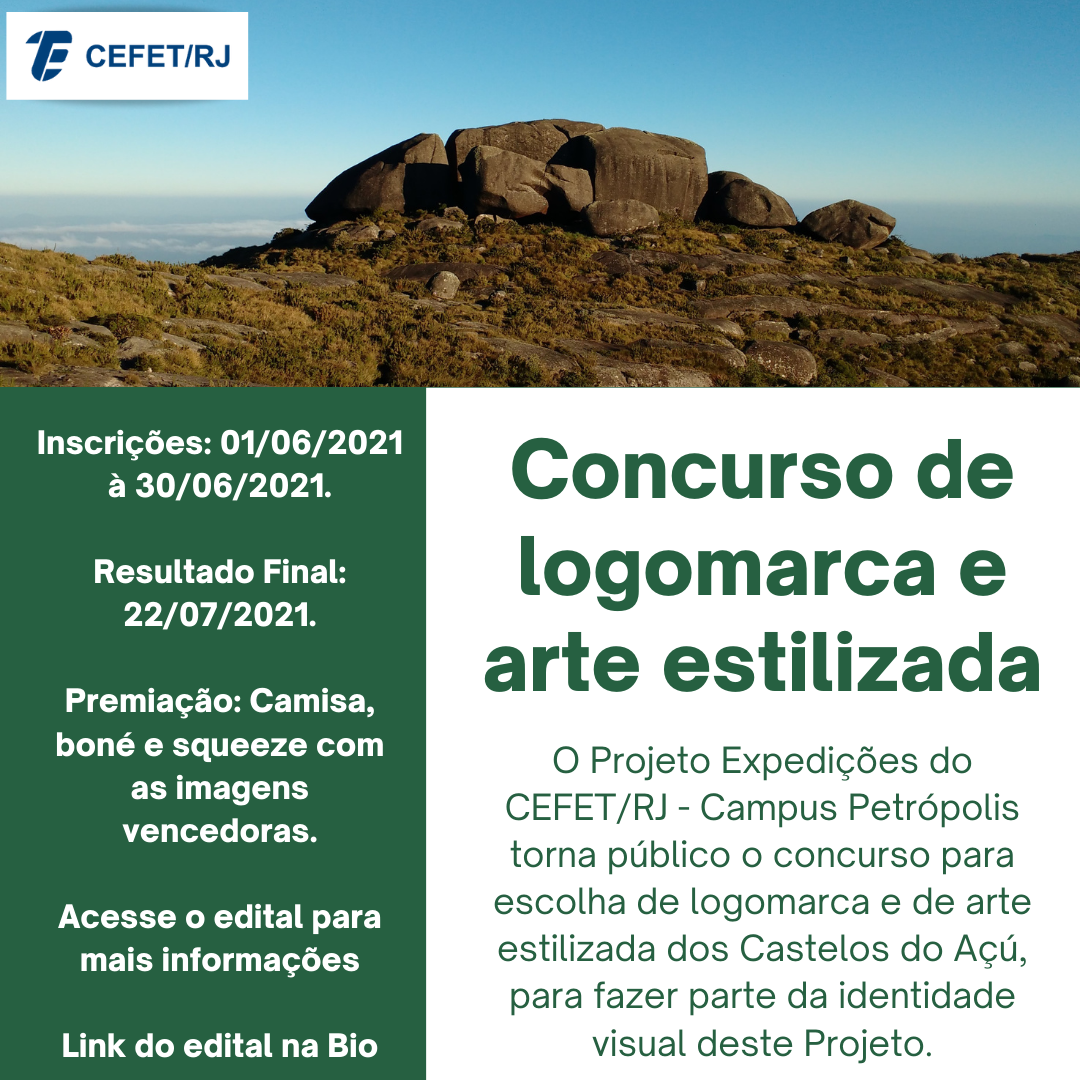 CEFET/RJ
Inscrições: 01/06/2021
à 30/06/2021.
Resultado Final:
22/07/2021.
Premiação: Camisa,
boné e squeeze com
as imagens
vencedoras.
Acesse o edital para
mais informações
Link do edital na Bio
Concurso de
logomarca e
arte estilizada
O Projeto Expedições do
CEFET/RJ - Campus Petrópolis
torna público o concurso para
escolha de logomarca e de arte
estilizada dos Castelos do Açú,
para fazer parte da identidade
visual deste Projeto.